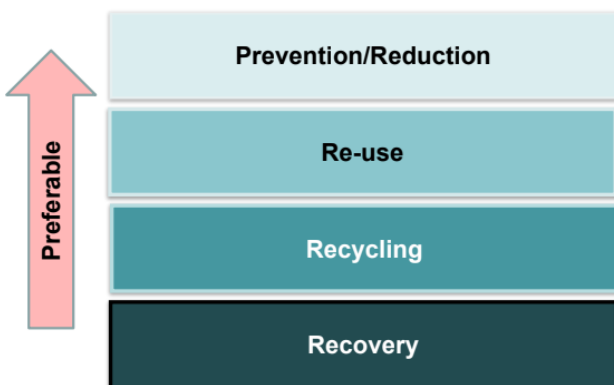 Prevention/Reduction
Preferable
Re-use
Recycling
Recovery